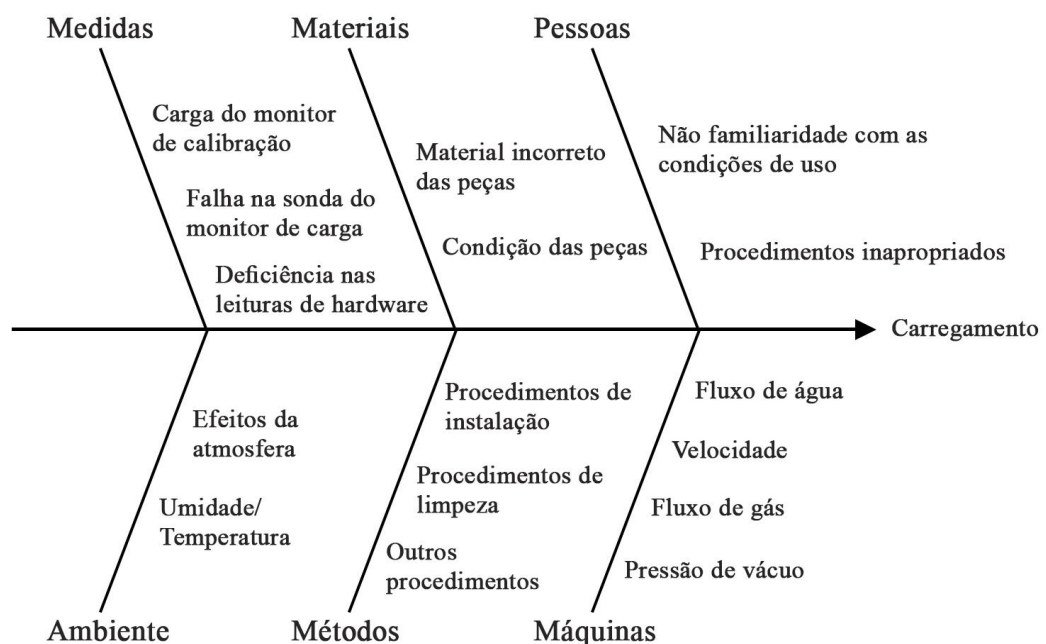 Medidas
Materiais
Pessoas
Carga do monitor
de calibração
Falha na sonda do
monitor de carga
Deficiência nas
leituras de hardware
Material incorreto
das peças
Condição das peças
Não familiaridade com as
condições de uso
Procedimentos inapropriados
Carregamento
Efeitos da
atmosfera
Umidade/
Temperatura
Procedimentos de
instalação
Procedimentos de
limpeza
Outros
procedimentos
Fluxo de água
Velocidade
Fluxo de gás
Pressão de vácuo
Ambiente
Métodos
Máquinas